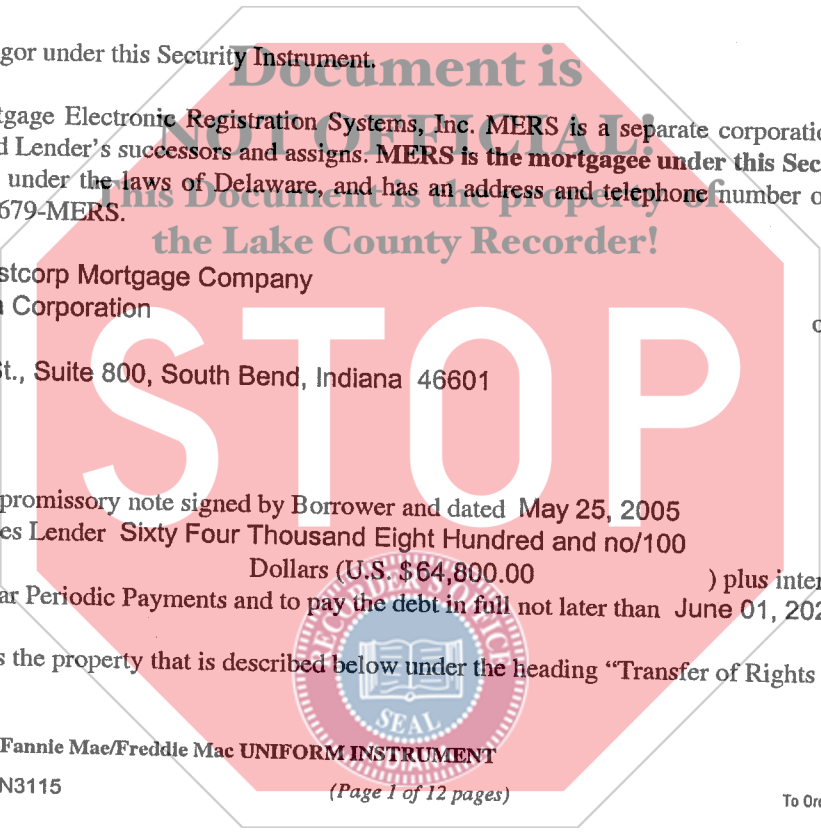 gor under this Security Instrument.
Document is
tgage Electronic Registration Systems, Inc. MERS is a separate corporatio
NOT OFFICIAL!
d Lender's successors and assigns. MERS is the mortgagee under this Sec
under the laws of Delaware, and has an address and telephone number o
This Document is the property of
679-MERS.
the Lake County Recorder!
stcorp Mortgage Company
Corporation
St., Suite 800, South Bend, Indiana 46601
STOP
promissory note signed by Borrower and dated May 25, 2005
es Lender Sixty Four Thousand Eight Hundred and no/100
Dollars (U.S. $64,800.00 ) plus inter
ar Periodic Payments and to pay the debt in full not later than June 01, 202
s the property that is described below under the heading “Transfer of Rights
RECORDER'S OFFICE
SEAL
INDIANA
Fannie Mae/Freddie Mac UNIFORM INSTRUMENT
N3115
(Page 1 of 12 pages)
To Ord